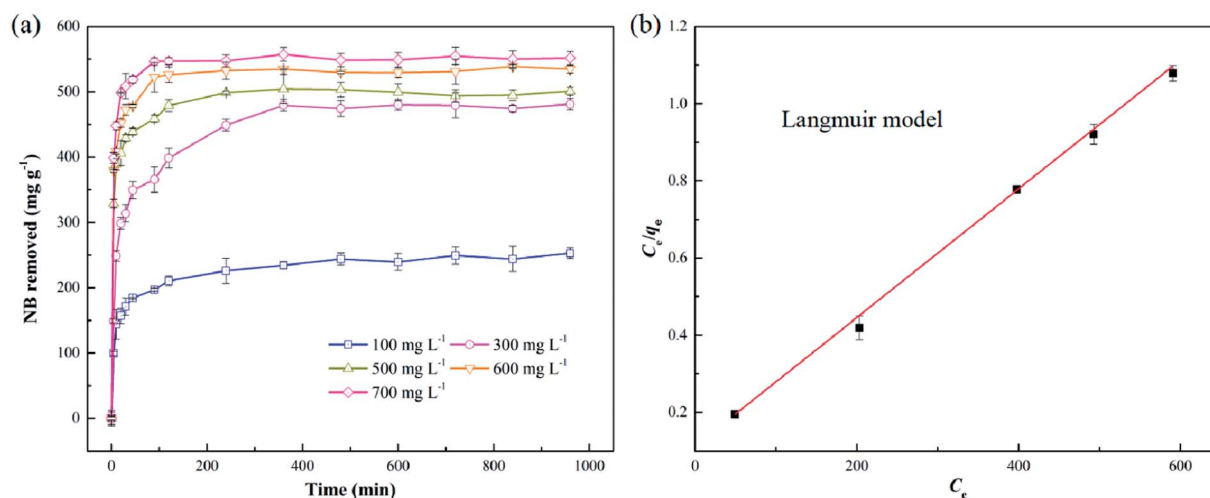 (a)
600
500
400
300
200
100
0
NB removed (mg g⁻¹)
100 mg L⁻¹ 300 mg L⁻¹
500 mg L⁻¹ 600 mg L⁻¹
700 mg L⁻¹
0 200 400 600 800 1000
Time (min)
(b)
1.2
1.0
0.8
0.6
0.4
0.2
Cₑ/qₑ
Langmuir model
0 200 400 600
Cₑ